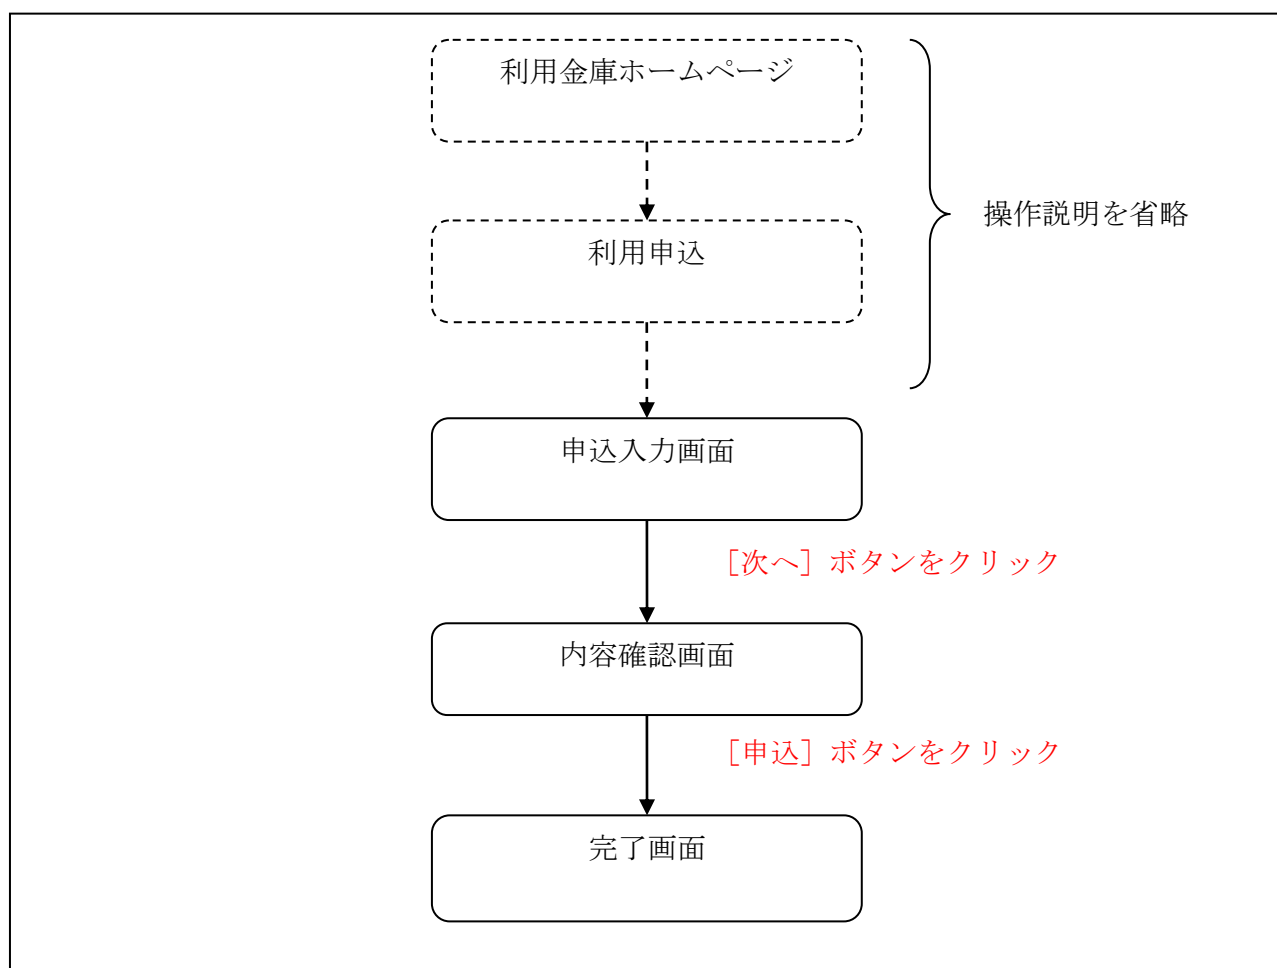 利用金庫ホームページ
操作説明を省略
利用申込
申込入力画面
［次へ］ボタンをクリック
内容確認画面
［申込］ボタンをクリック
完了画面